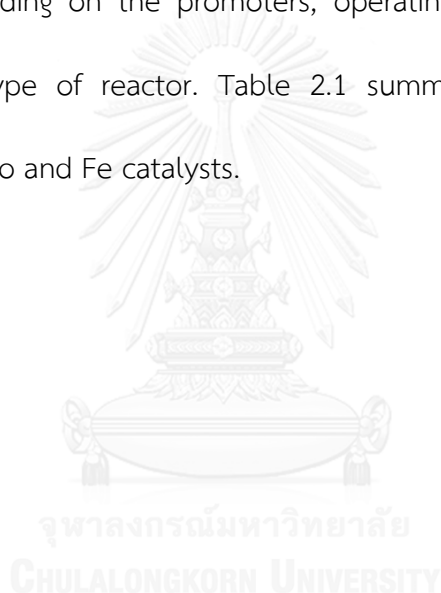 ding on the promoters, operatin
ype of reactor. Table 2.1 summ
o and Fe catalysts.
จุฬาลงกรณ์มหาวิทยาลัย
CHULALONGKORN UNIVERSITY